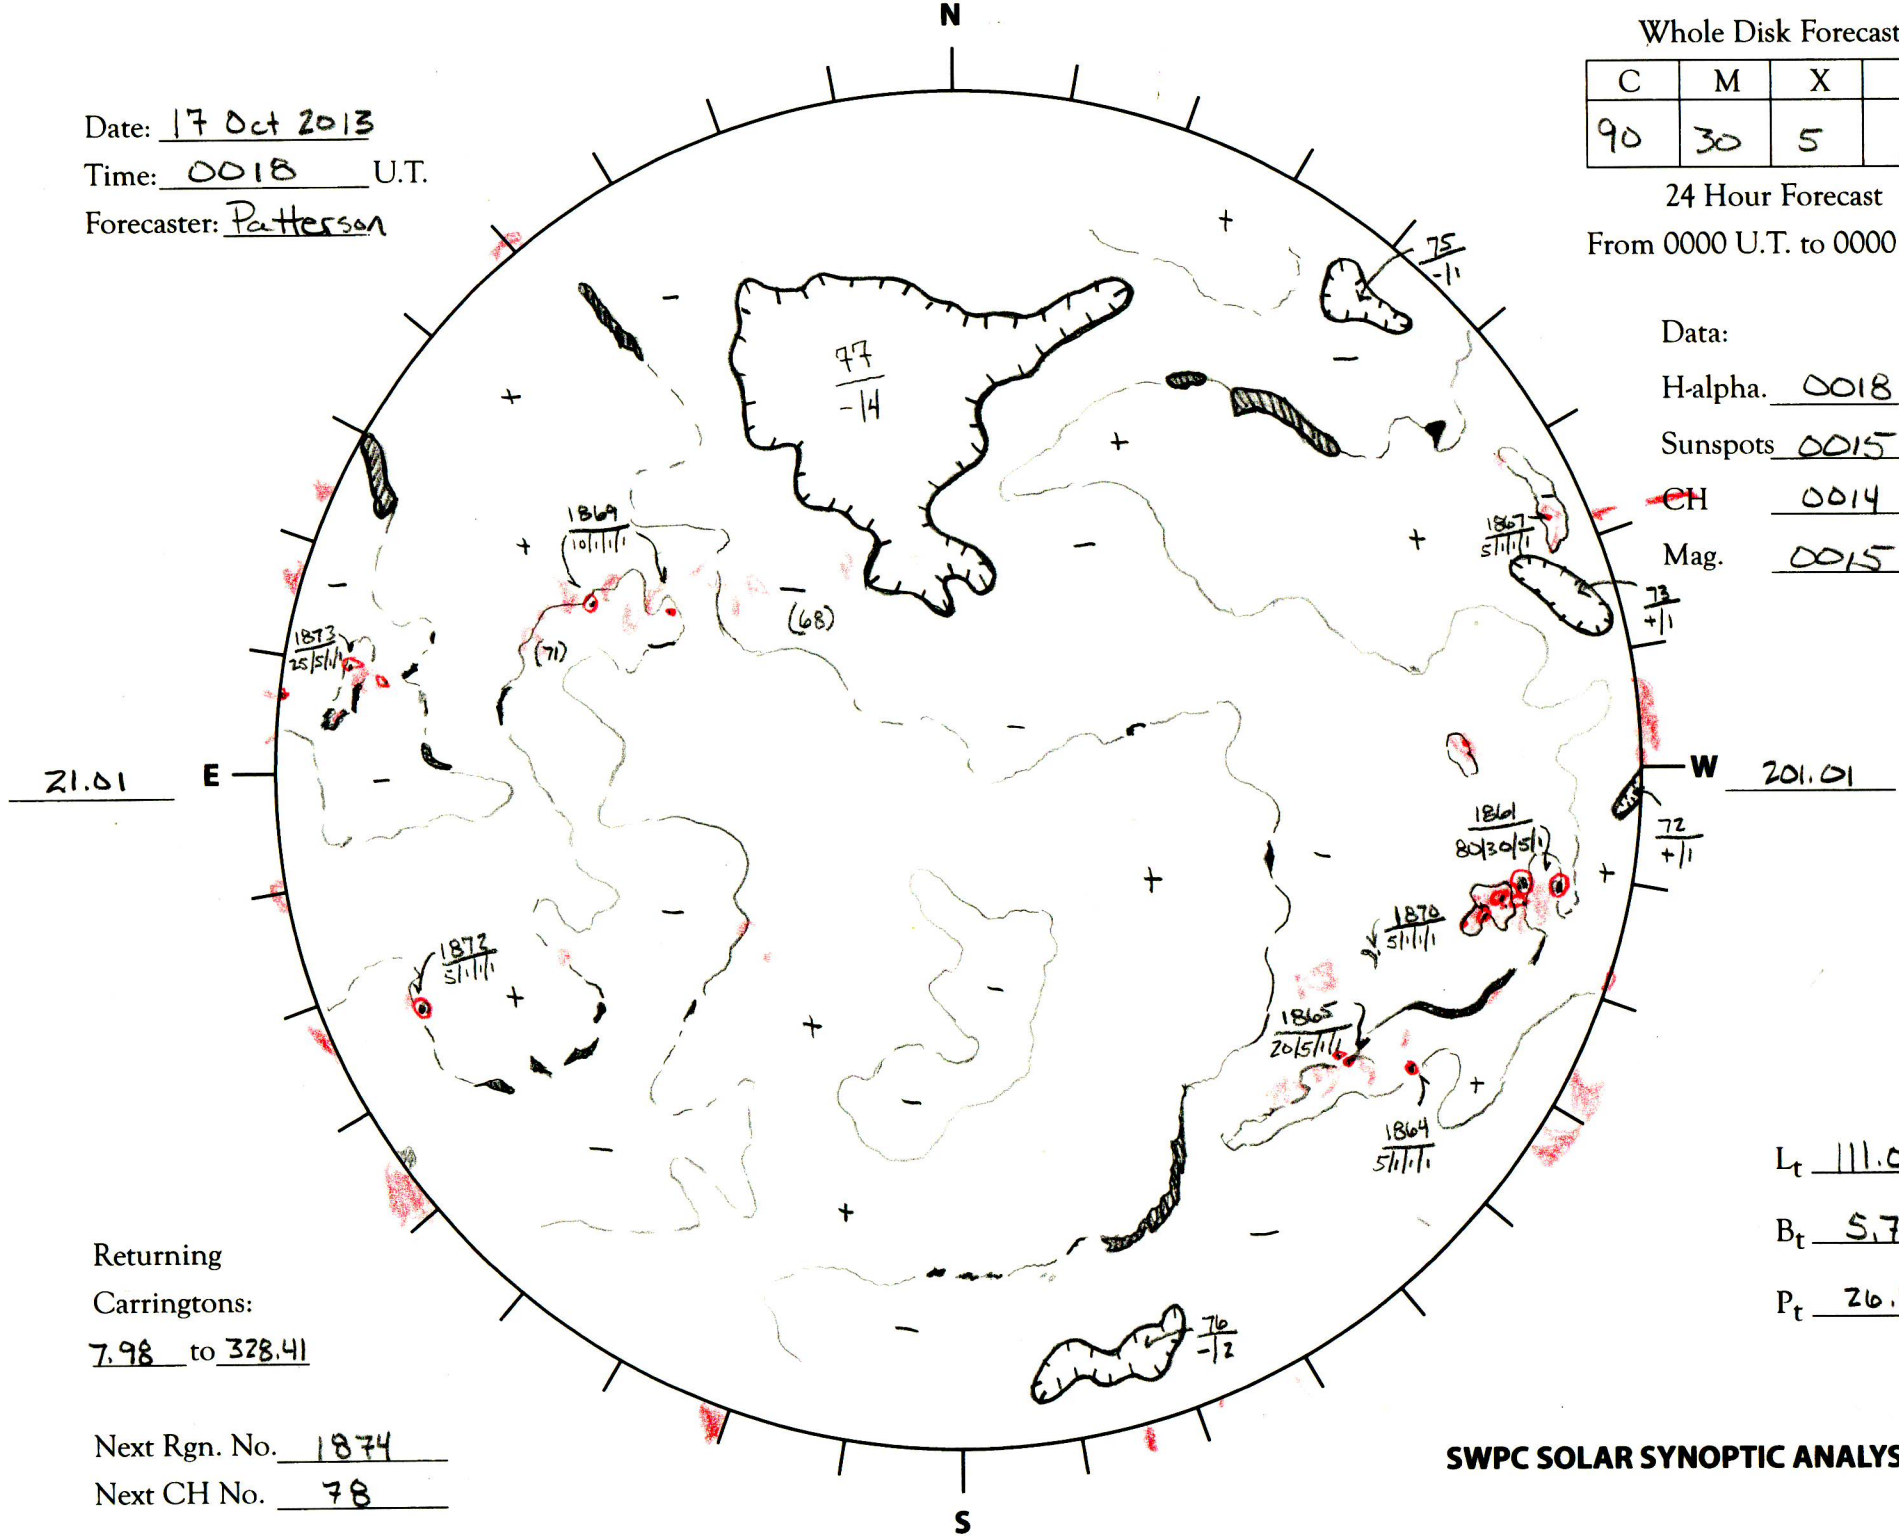 N
Whole Disk Forecast
C M X
90 30 5
24 Hour Forecast
From 0000 U.T. to 0000
Date: 17 Oct 2013
Time: 0018 U.T.
Forecaster: Patterson
Data:
H-alpha. 0018
Sunspots 0015
CH 0014
Mag. 0015
75
-/1
77
-/4
1869
10/1/1/1
1867
5/1/1/1
73
+/1
(68)
(71)
1873
25/5/1/1
21.01 E
W 201.01
72
+/1
1861
80/30/5/1
1870
5/1/1/1
1872
5/1/1/1
1865
20/5/1/1
1864
5/1/1/1
Lt 111.0
Bt 5.7
Pt 26.
76
-/2
Returning
Carringtons:
7.98 to 328.41
Next Rgn. No. 1874
Next CH No. 78
SWPC SOLAR SYNOPTIC ANALYS
S